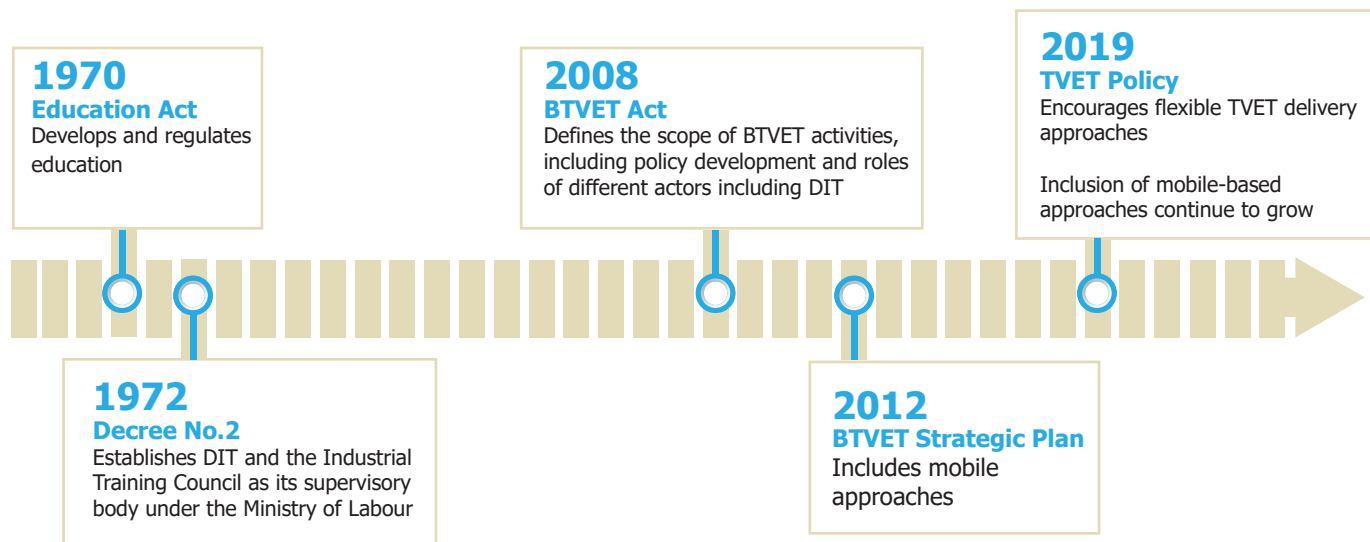 1970
Education Act
Develops and regulates
education
1972
Decree No.2
Establishes DIT and the Industrial
Training Council as its supervisory
body under the Ministry of Labour
2008
BTVET Act
Defines the scope of BTVET activities,
including policy development and roles
of different actors including DIT
2012
BTVET Strategic Plan
Includes mobile
approaches
2019
TVET Policy
Encourages flexible TVET delivery
approaches
Inclusion of mobile-based
approaches continue to grow